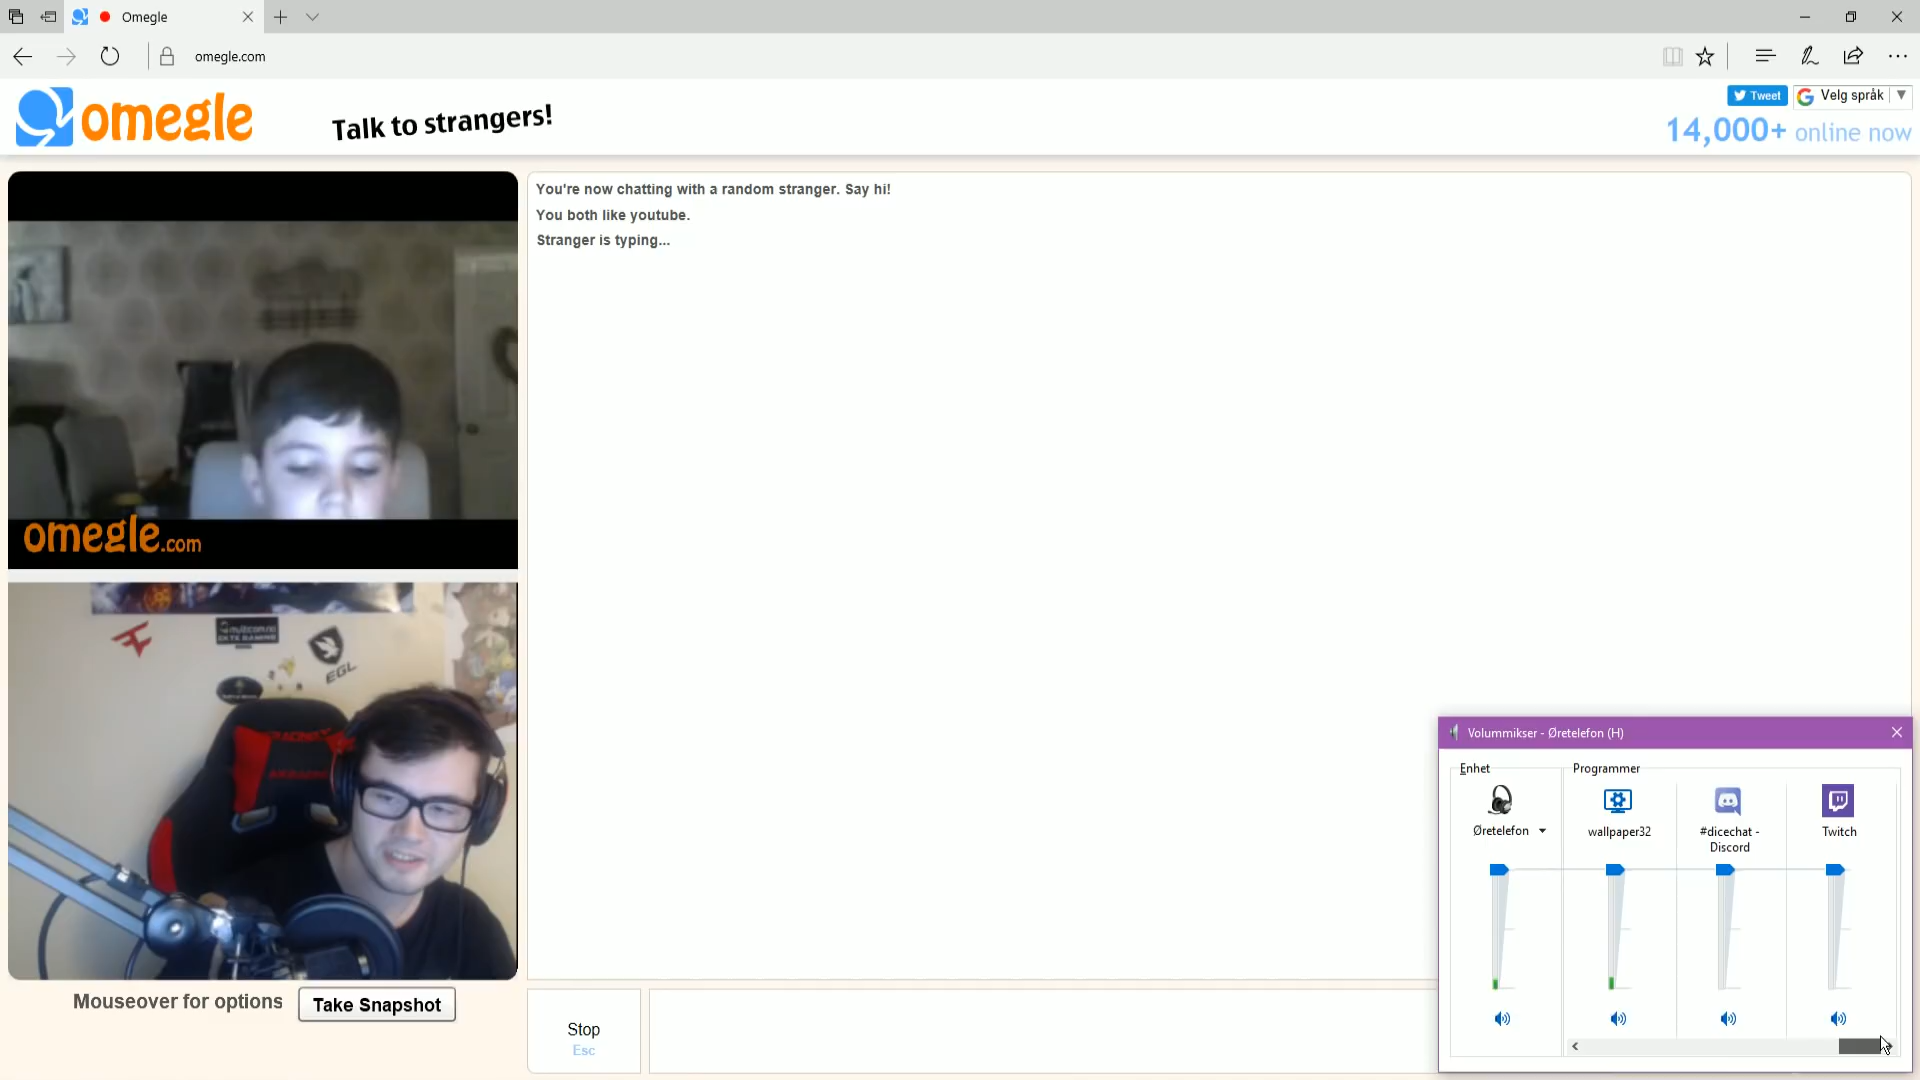 Omegle
omegle.com
omegle
Talk to strangers!
Tweet
Velg språk
14,000+ online now
You're now chatting with a random stranger. Say hi!
You both like youtube.
Stranger is typing...
omegle.com
EGL
Mouseover for options
Take Snapshot
Stop
Esc
Volummikser - Øretelefon (H)
Enhet
Programmer
Øretelefon
wallpaper32
#dicechat -
Discord
Twitch